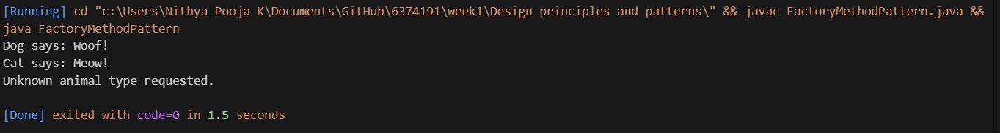 [Running] cd "c:\Users\Nithya Pooja K\Documents\GitHub\6374191\week1\Design principles and patterns\" && javac FactoryMethodPattern.java &&
java FactoryMethodPattern
Dog says: Woof!
Cat says: Meow!
Unknown animal type requested.
[Done] exited with code=0 in 1.5 seconds